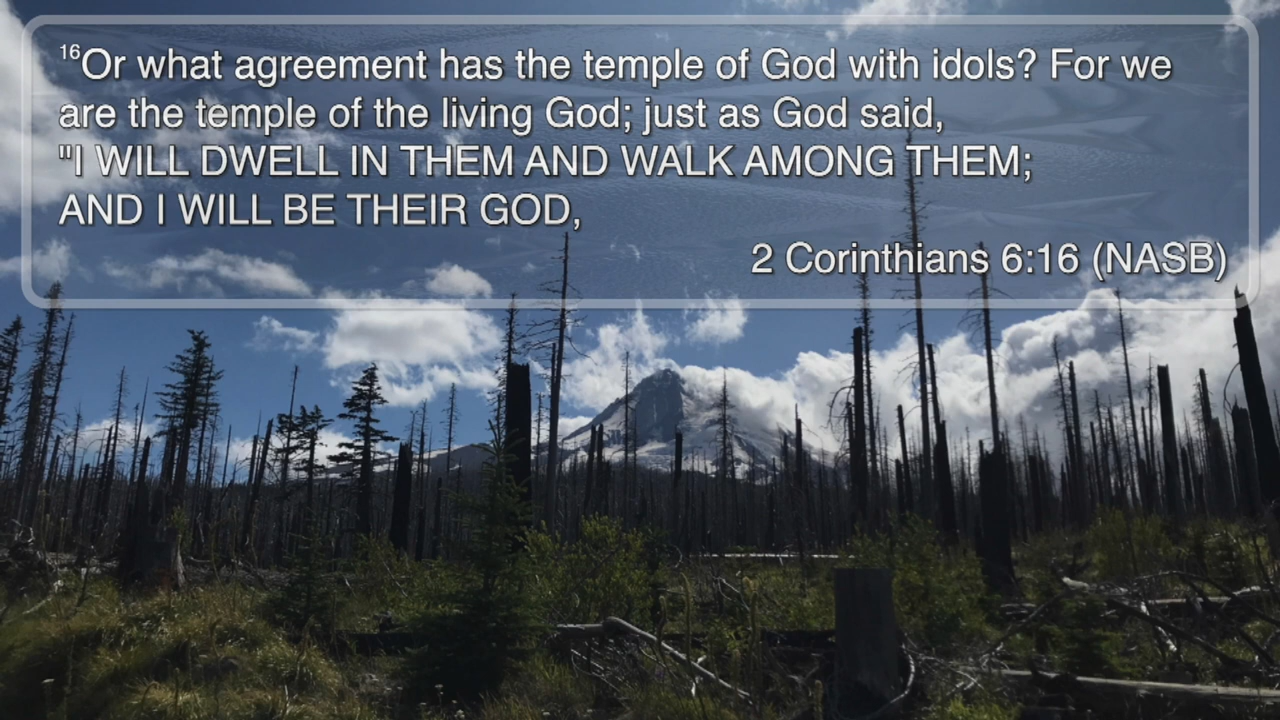 16Or what agreement has the temple of God with idols? For we
are the temple of the living God; just as God said,
"I WILL DWELL IN THEM AND WALK AMONG THEM;
AND I WILL BE THEIR GOD,
2 Corinthians 6:16 (NASB)